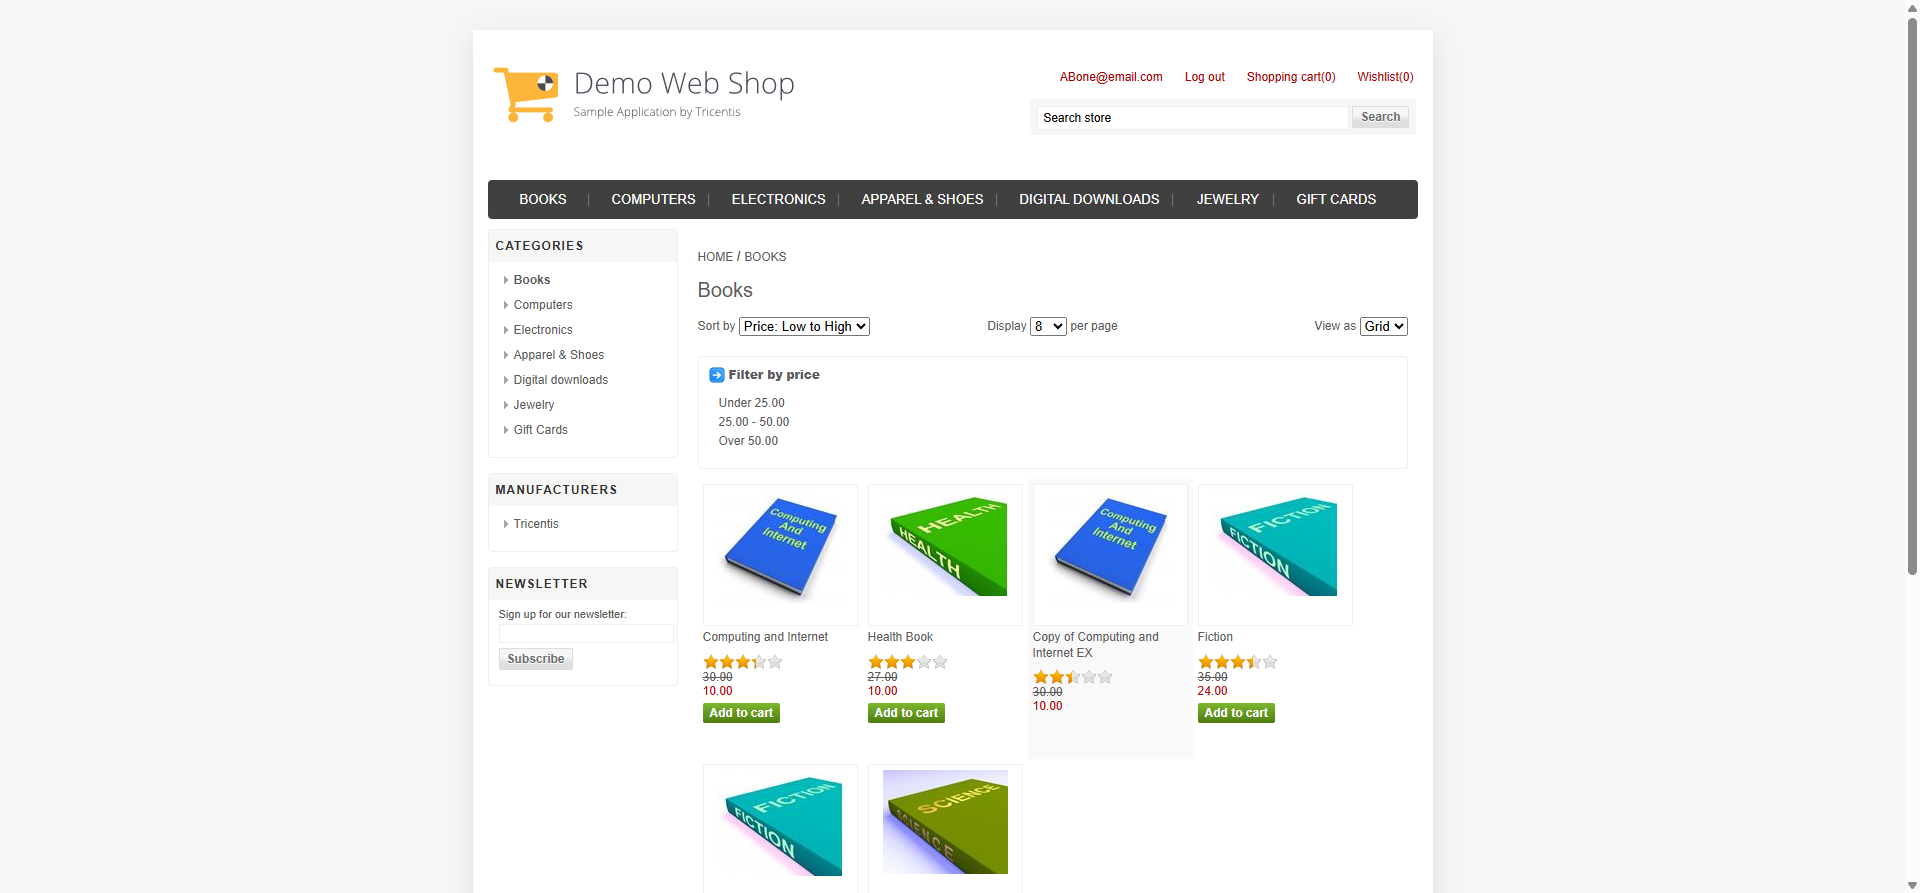 Demo Web Shop
Sample Application by Tricentis
ABone@email.com Log out Shopping cart(0) Wishlist(0)
Search store Search
BOOKS COMPUTERS ELECTRONICS APPAREL & SHOES DIGITAL DOWNLOADS JEWELRY GIFT CARDS
CATEGORIES
Books
Computers
Electronics
Apparel & Shoes
Digital downloads
Jewelry
Gift Cards
MANUFACTURERS
Tricentis
NEWSLETTER
Sign up for our newsletter:
Subscribe
HOME / BOOKS
Books
Sort by Price: Low to High Display 8 per page View as Grid
Filter by price
Under 25.00
25.00 - 50.00
Over 50.00
Computing
And
Internet
HEALTH
HEALTH
Computing
And
Internet
FICTION
FICTION
Computing and Internet
30.00
10.00
Add to cart
Health Book
27.00
10.00
Add to cart
Copy of Computing and
Internet EX
30.00
10.00
Fiction
35.00
24.00
Add to cart
FICTION
FICTION
SCIENCE
SCIENCE